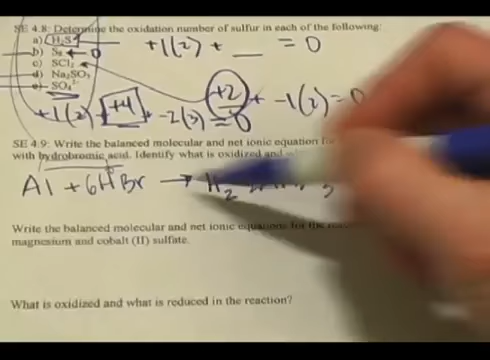 SE 4.8: Determine the oxidation number of sulfur in each of the following:
a) H₂S
+1(2) + __ = 0
b) S₈ ← 0
c) SCl₂
d) Na₂SO₃
e) SO₄²⁻
+1(2) +4 + -2(3) = 0
+2 + -1(2) = 0
SE 4.9: Write the balanced molecular and net ionic equation for
with hydrobromic acid. Identify what is oxidized and
Al + 6HBr → H₂
Write the balanced molecular and net ionic equations for the
magnesium and cobalt (II) sulfate.
What is oxidized and what is reduced in the reaction?